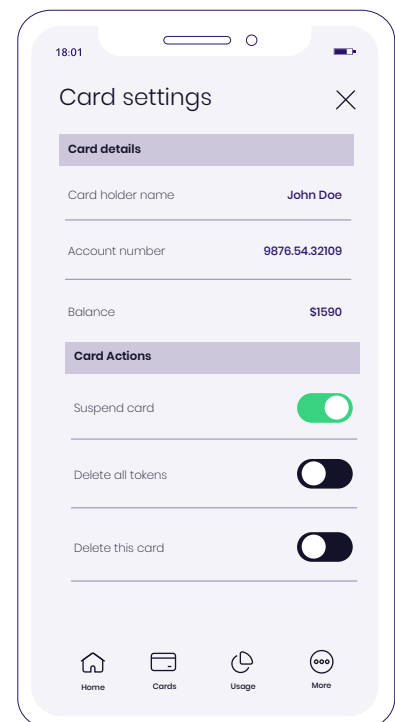 18:01
Card settings
Card details
Card holder name John Doe
Account number 9876.54.32109
Balance $1590
Card Actions
Suspend card
Delete all tokens
Delete this card
Home Cards Usage More